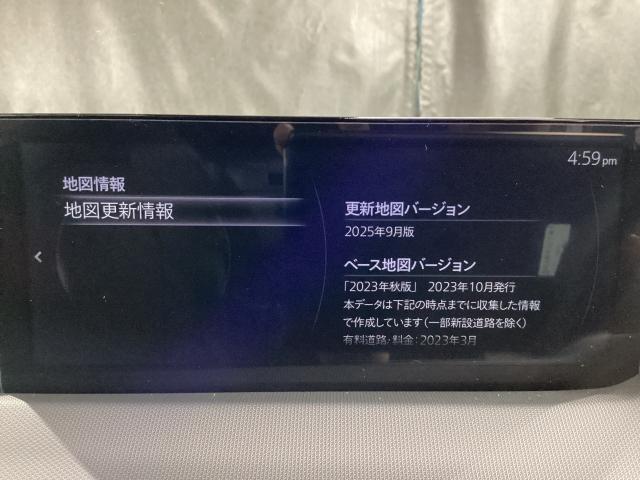 4:59pm
地図情報
地図更新情報
更新地図バージョン
2025年9月版
ベース地図バージョン
「2023年秋版」 2023年10月発行
本データは下記の時点までに収集した情報
で作成しています(一部新設道路を除く)
有料道路・料金:2023年3月